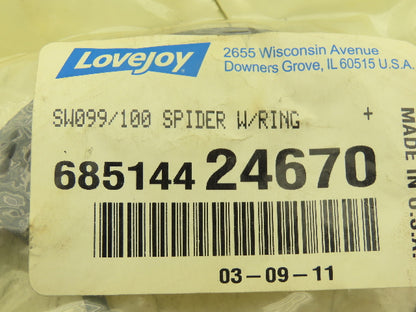 Lovejoy
2655 Wisconsin Avenue
Downers Grove, IL 60515 U.S.A.
SW099/100 SPIDER W/RING +
685144 24670
03-09-11
MADE IN U.S.A.